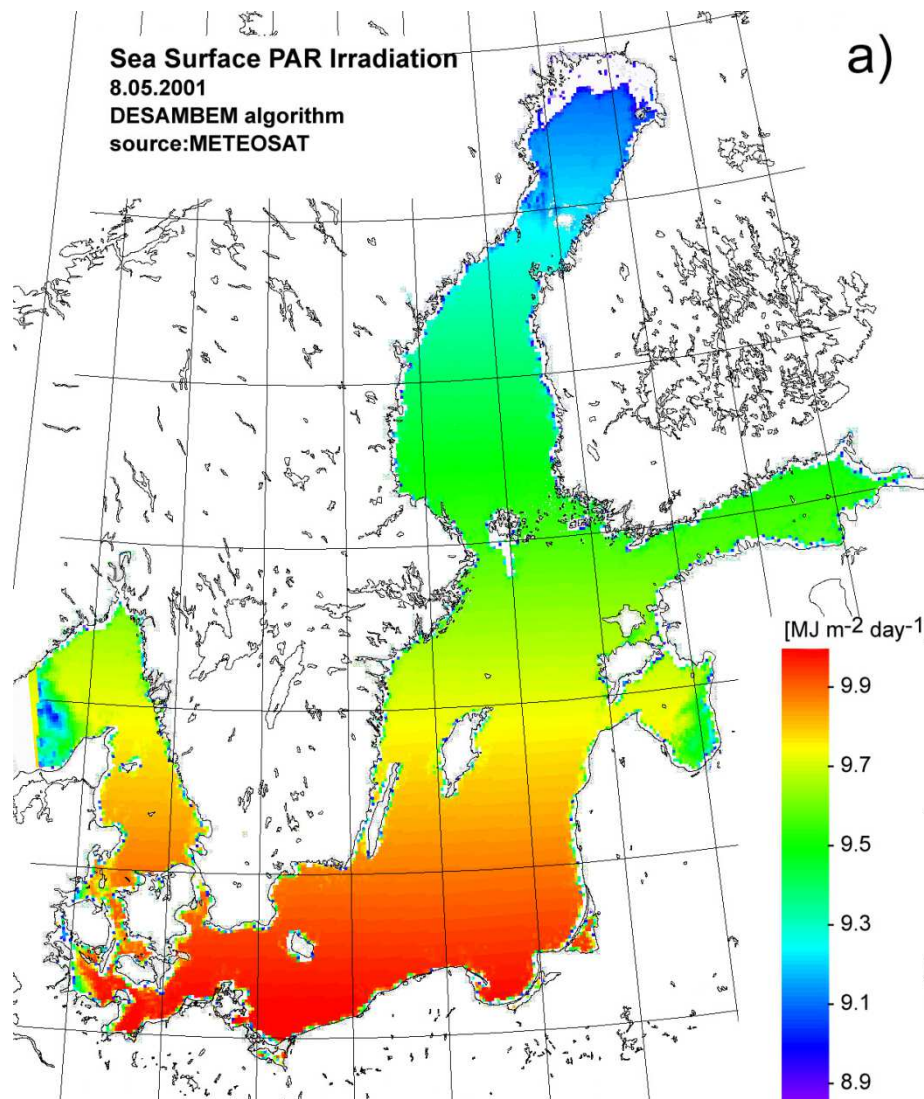 Sea Surface PAR Irradiation
8.05.2001
DESAMBEM algorithm
source:METEOSAT
a)
[MJ m-2 day-1
9.9
9.7
9.5
9.3
9.1
8.9